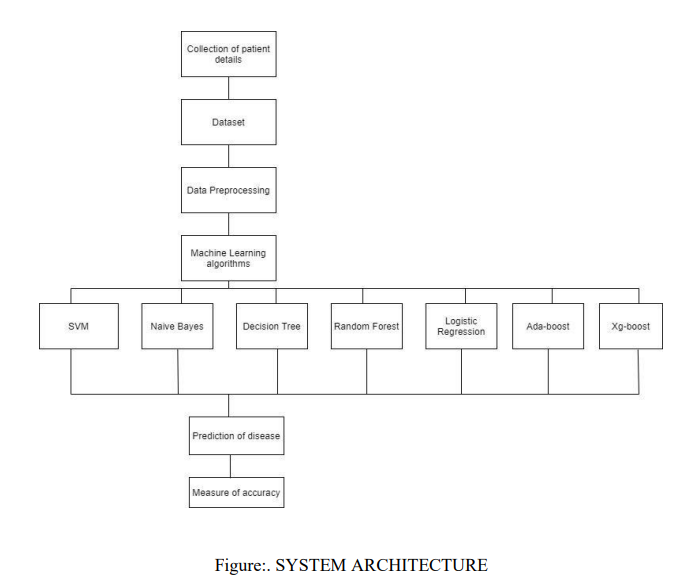 Collection of patient
details
Dataset
Data Preprocessing
Machine Learning
algorithms
SVM
Naive Bayes
Decision Tree
Random Forest
Logistic
Regression
Ada-boost
Xg-boost
Prediction of disease
Measure of accuracy
Figure:. SYSTEM ARCHITECTURE